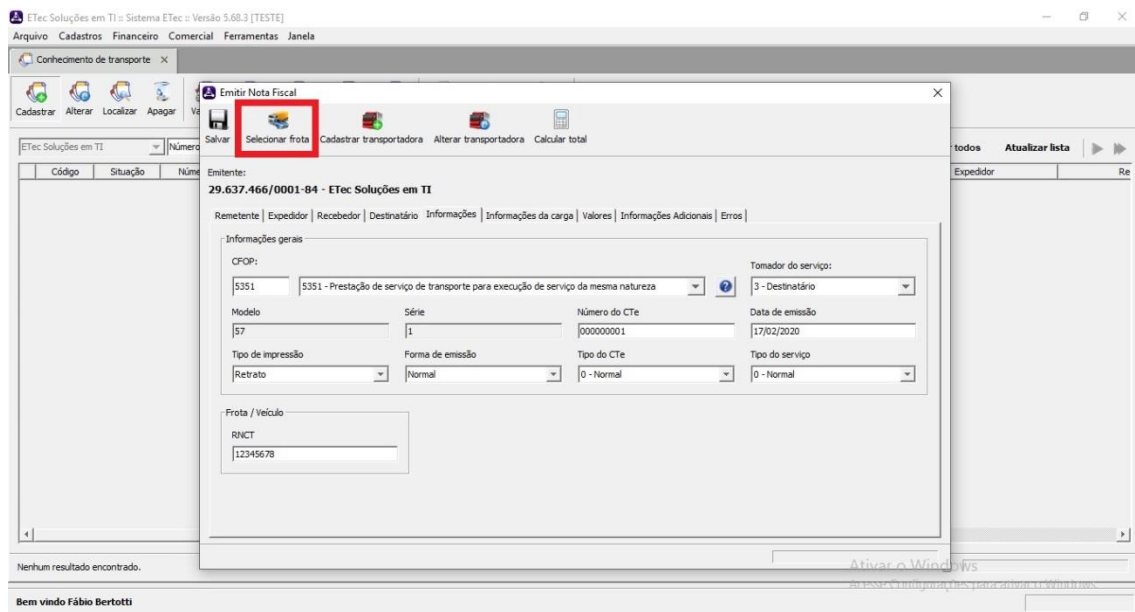 ETec Soluções em TI :: Sistema ETec :: Versão 5.68.3 [TESTE]
Arquivo Cadastros Financeiro Comercial Ferramentas Janela
Conhecimento de transporte
Cadastrar Alterar Localizar Apagar
Emitir Nota Fiscal
Salvar Selecionar frota Cadastrar transportadora Alterar transportadora Calcular total
ETec Soluções em TI Número todos Atualizar lista
Código Situação Núme Expedidor Re
Emitente:
29.637.466/0001-84 - ETec Soluções em TI
Remetente Expedidor Recebedor Destinatário Informações Informações da carga Valores Informações Adicionais Erros
Informações gerais
CFOP: Tomador do serviço:
5351 5351 - Prestação de serviço de transporte para execução de serviço da mesma natureza 3 - Destinatário
Modelo Série Número do CTe Data de emissão
57 1 000000001 17/02/2020
Tipo de impressão Forma de emissão Tipo do CTe Tipo do serviço
Retrato Normal 0 - Normal 0 - Normal
Frota / Veículo
RNCT
12345678
Nenhum resultado encontrado.
Ativar o Windows
Acesse Configurações para ativar o Windows.
Bem vindo Fábio Bertotti